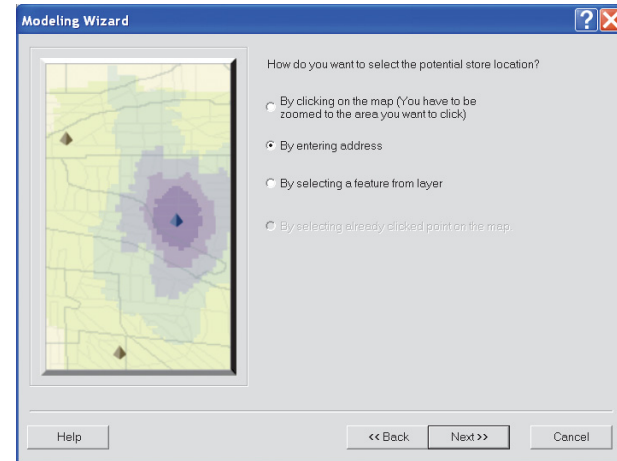 Modeling Wizard
How do you want to select the potential store location?
By clicking on the map (You have to be
zoomed to the area you want to click)
By entering address
By selecting a feature from layer
By selecting already clicked point on the map
Help
<< Back
Next >>
Cancel